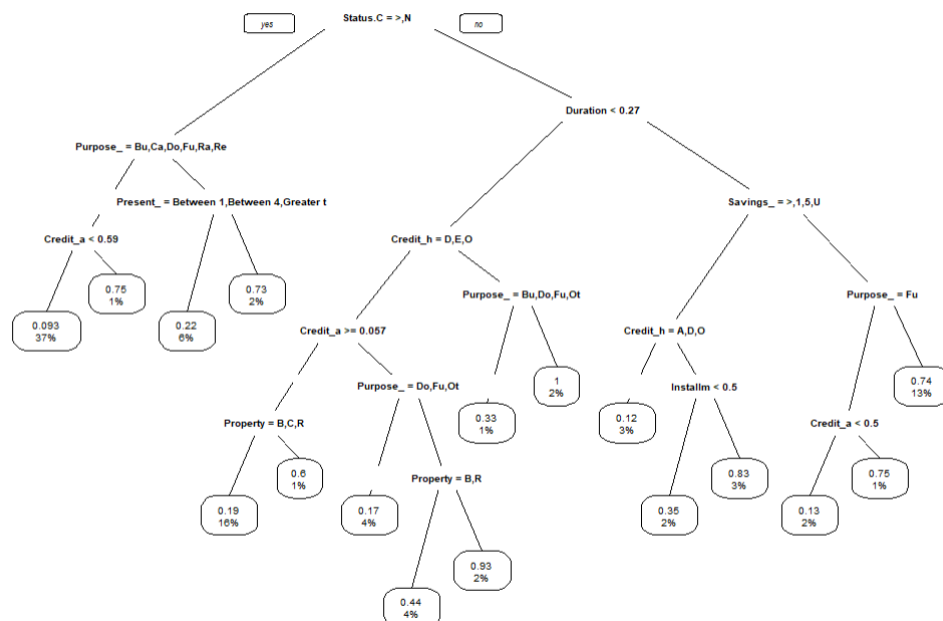 yes
Status.C = >,N
no
Duration < 0.27
Purpose_ = Bu,Ca,Do,Fu,Ra,Re
Present_ = Between 1,Between 4,Greater t
Savings_ = >,1,5,U
Credit_a < 0.59
Credit_h = D,E,O
0.75
1%
0.73
2%
Purpose_ = Bu,Do,Fu,Ot
Purpose_ = Fu
0.093
37%
0.22
6%
Credit_a >= 0.057
Credit_h = A,D,O
Purpose_ = Do,Fu,Ot
1
2%
Installm < 0.5
0.74
13%
0.33
1%
0.12
3%
Property = B,C,R
Credit_a < 0.5
0.6
1%
Property = B,R
0.83
3%
0.75
1%
0.19
16%
0.17
4%
0.35
2%
0.13
2%
0.93
2%
0.44
4%